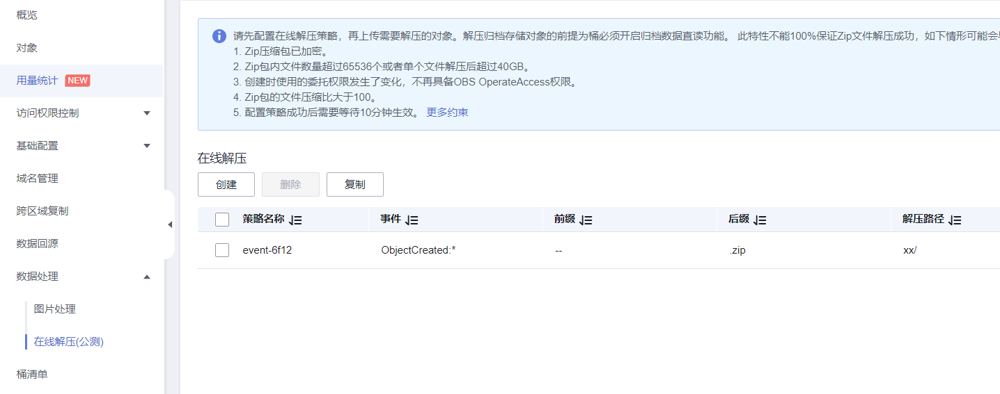 概览
对象
用量统计 NEW
访问权限控制
基础配置
域名管理
跨区域复制
数据回源
数据处理
图片处理
在线解压(公测)
桶清单
请先配置在线解压策略，再上传需要解压的对象。解压归档存储对象的前提为桶必须开启归档数据直读功能。 此特性不能100%保证Zip文件解压成功，如下情形可能会
1. Zip压缩包已加密。
2. Zip包内文件数量超过65536个或者单个文件解压后超过40GB。
3. 创建时使用的委托权限发生了变化，不再具备OBS OperateAccess权限。
4. Zip包的文件压缩比大于100。
5. 配置策略成功后需要等待10分钟生效。 更多约束
在线解压
创建 删除 复制
策略名称 事件 前缀 后缀 解压路径
event-6f12 ObjectCreated:* -- .zip xx/